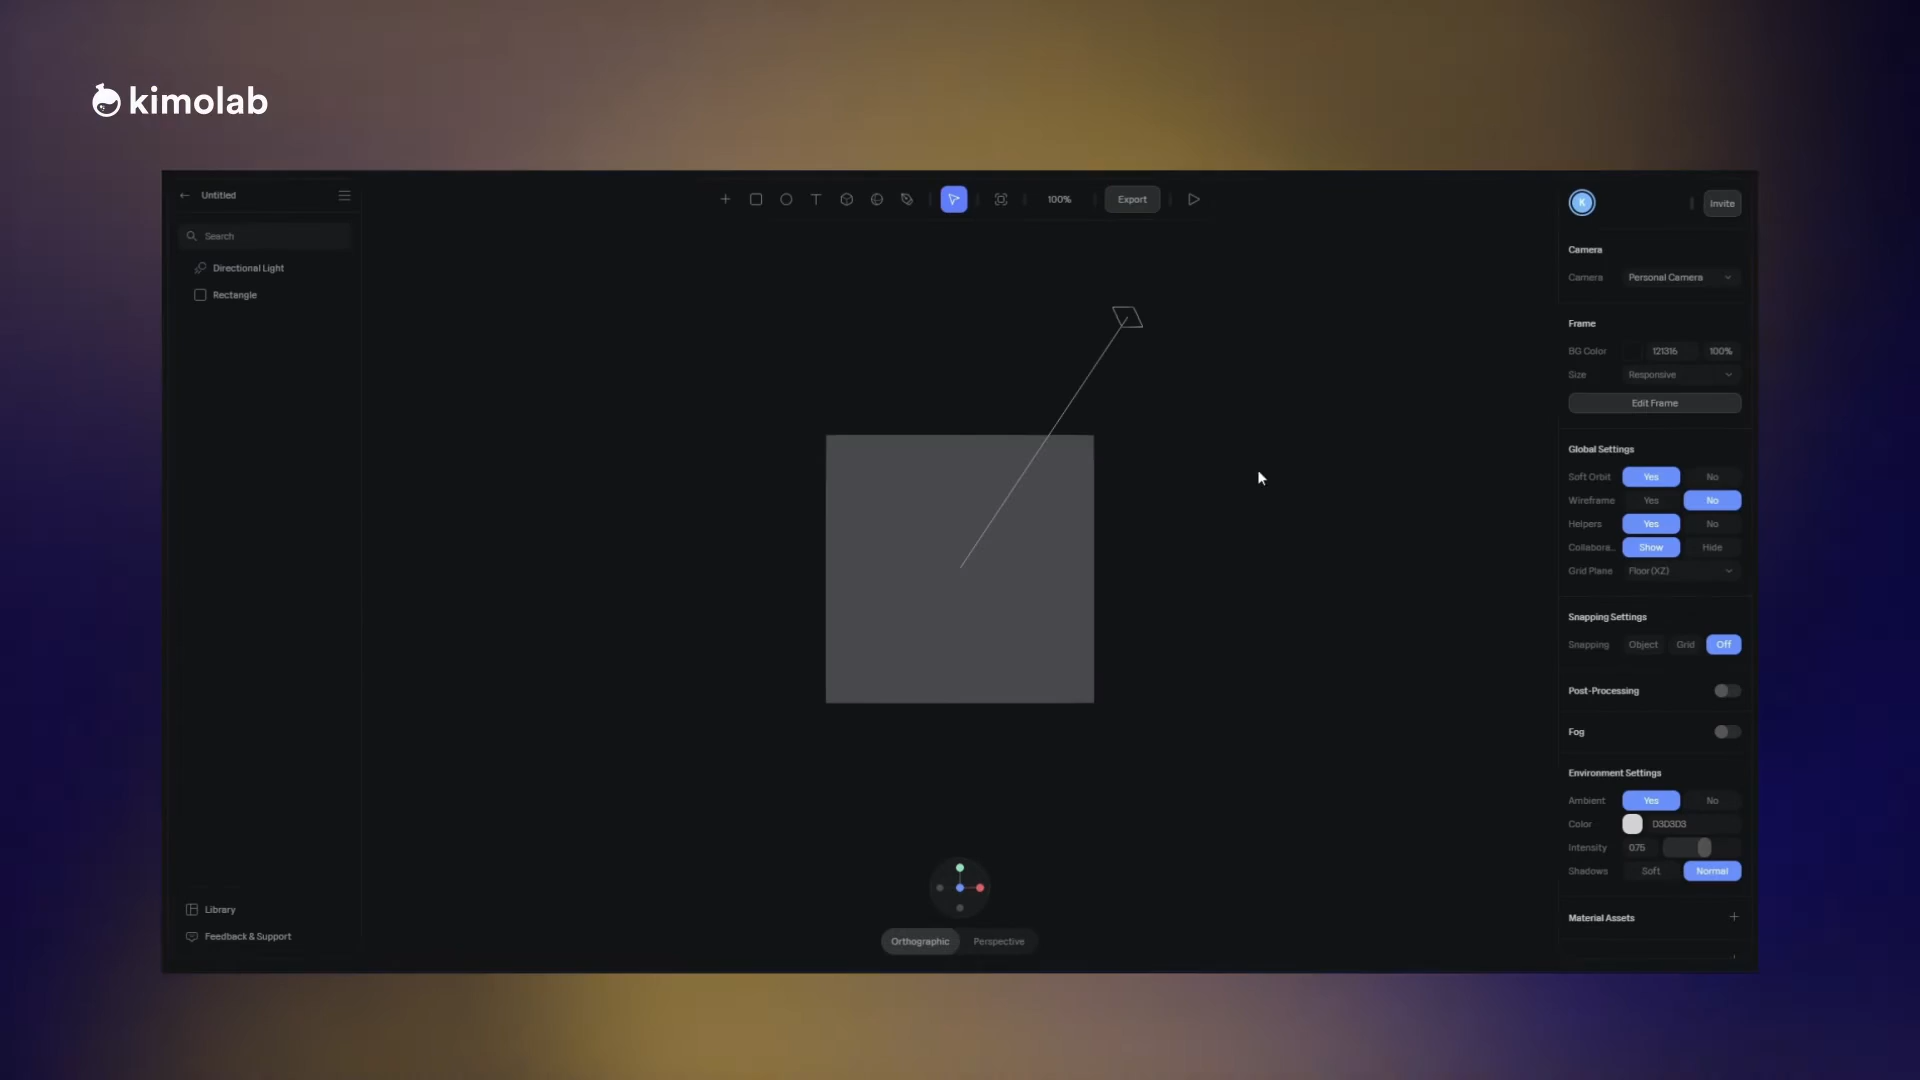 kimolab
Untitled
Search
Directional Light
Rectangle
Library
Feedback & Support
T
100%
Export
Orthographic
Perspective
K
Invite
Camera
Camera Personal Camera
Frame
BG Color 121316 100%
Size Responsive
Edit Frame
Global Settings
Soft Orbit Yes No
Wireframe Yes No
Helpers Yes No
Collabora... Show Hide
Grid Plane Floor (XZ)
Snapping Settings
Snapping Object Grid Off
Post-Processing
Fog
Environment Settings
Ambient Yes No
Color D3D3D3
Intensity 0.75
Shadows Soft Normal
Material Assets